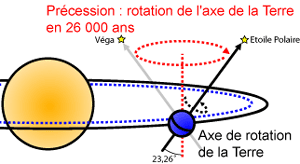 Précession : rotation de l'axe de la Terre
en 26 000 ans
Véga
Etoile Polaire
Axe de rotation
de la Terre
23,26°